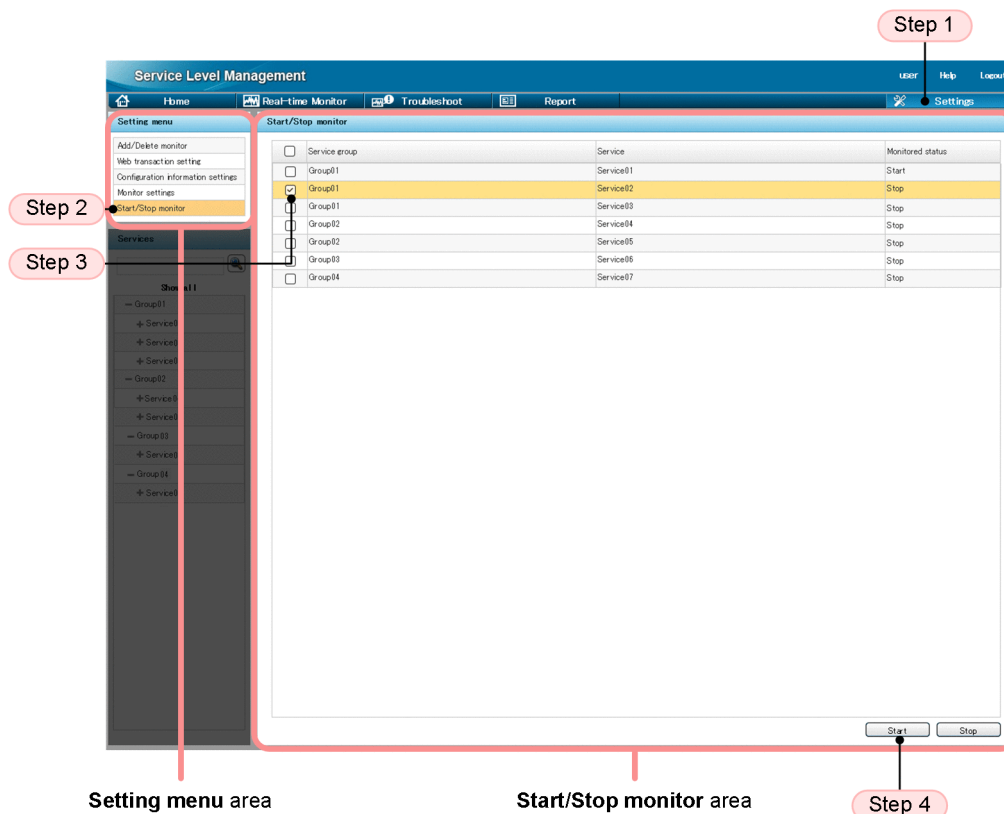 Step 1
Service Level Management
user Help Logout
Home Real-time Monitor Troubleshoot Report Settings
Setting menu
Start/Stop monitor
Add/Delete monitor
Web transaction setting
Configuration information settings
Monitor settings
Start/Stop monitor
Service group Service Monitored status
Group01 Service01 Start
Group01 Service02 Stop
Group01 Service03 Stop
Group02 Service04 Stop
Group02 Service05 Stop
Group03 Service06 Stop
Group04 Service07 Stop
Step 2
Step 3
Services
Show all
Group01
Group02
Group03
Group04
Start Stop
Setting menu area
Start/Stop monitor area
Step 4